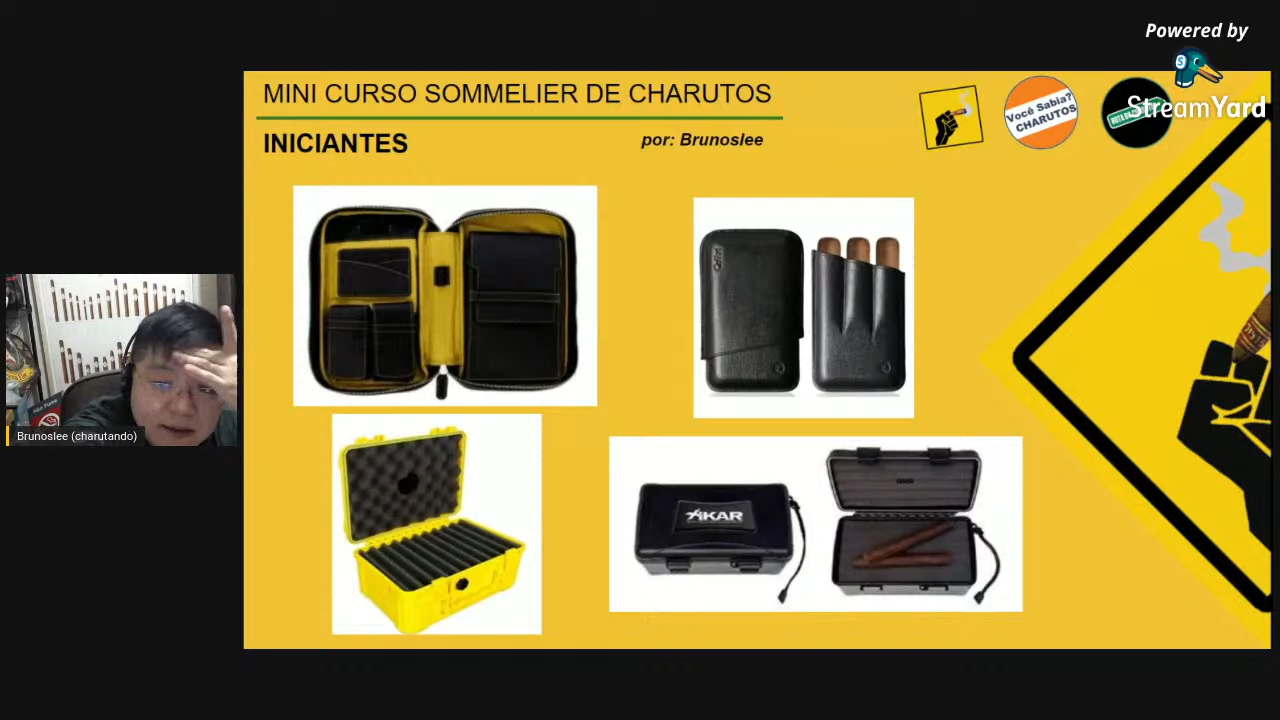 Powered by
StreamYard
MINI CURSO SOMMELIER DE CHARUTOS
INICIANTES
por: Brunoslee
Você Sabia?
CHARUTOS
XIKAR
Brunoslee (charutando)